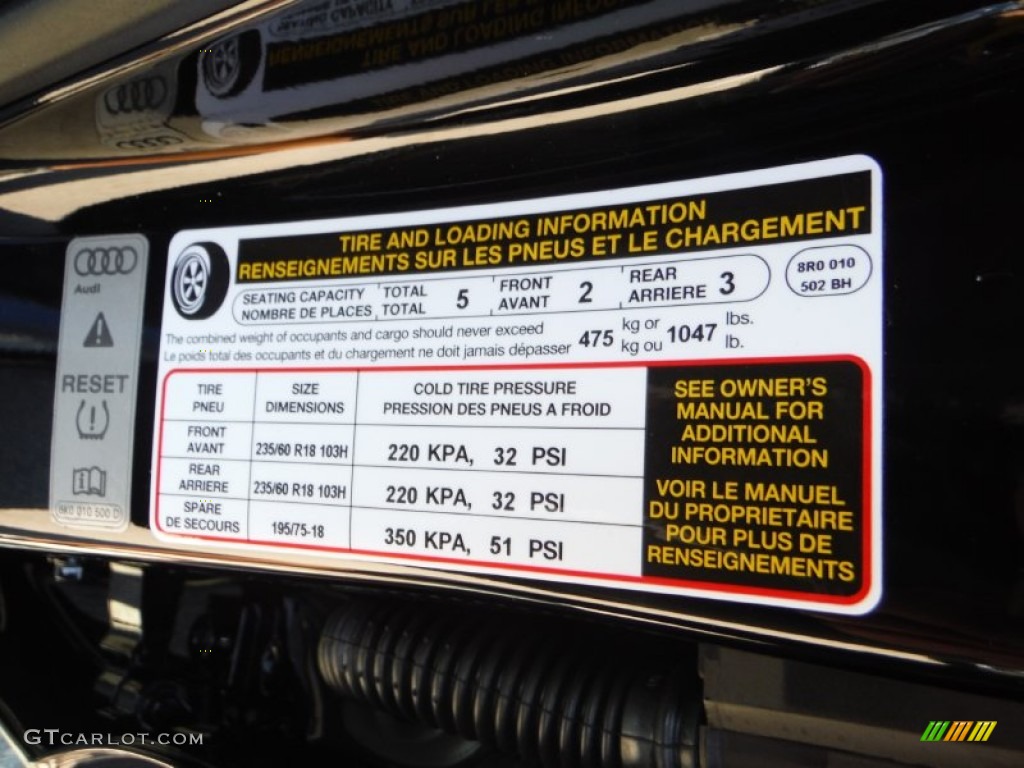 TIRE AND LOADING INFORMATION
RENSEIGNEMENTS SUR LES PNEUS ET LE CHARGEMENT
SEATING CAPACITY TOTAL 5 FRONT 2 REAR 3
NOMBRE DE PLACES TOTAL AVANT ARRIERE
8R0 010
502 BH
The combined weight of occupants and cargo should never exceed 475 kg or 1047 lbs.
Le poids total des occupants et du chargement ne doit jamais dépasser kg ou lb.
TIRE SIZE COLD TIRE PRESSURE
PNEU DIMENSIONS PRESSION DES PNEUS A FROID
FRONT
AVANT 235/60 R18 103H 220 KPA, 32 PSI
REAR
ARRIERE 235/60 R18 103H 220 KPA, 32 PSI
SPARE
DE SECOURS 195/75-18 350 KPA, 51 PSI
SEE OWNER'S
MANUAL FOR
ADDITIONAL
INFORMATION
VOIR LE MANUEL
DU PROPRIETAIRE
POUR PLUS DE
RENSEIGNEMENTS
Audi
RESET
8K0 010 500 D
GTCARLOT.COM